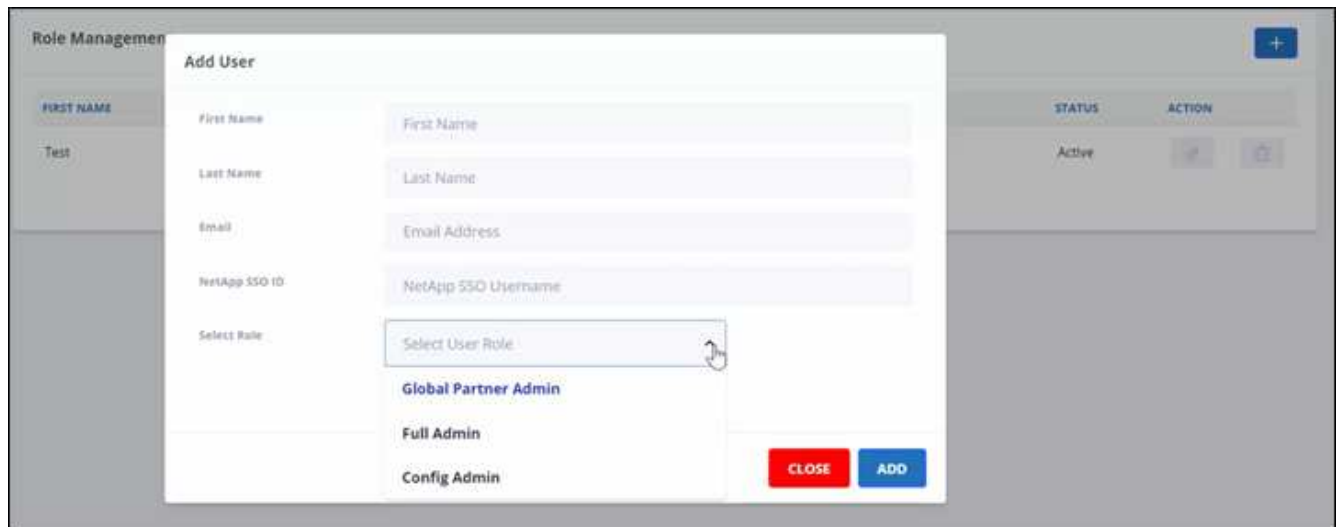 Role Managemen
+
Add User
FIRST NAME
STATUS
ACTION
First Name
First Name
Test
Active
Last Name
Last Name
Email
Email Address
NetApp SSO ID
NetApp SSO Username
Select Role
Select User Role
Global Partner Admin
Full Admin
Config Admin
CLOSE
ADD